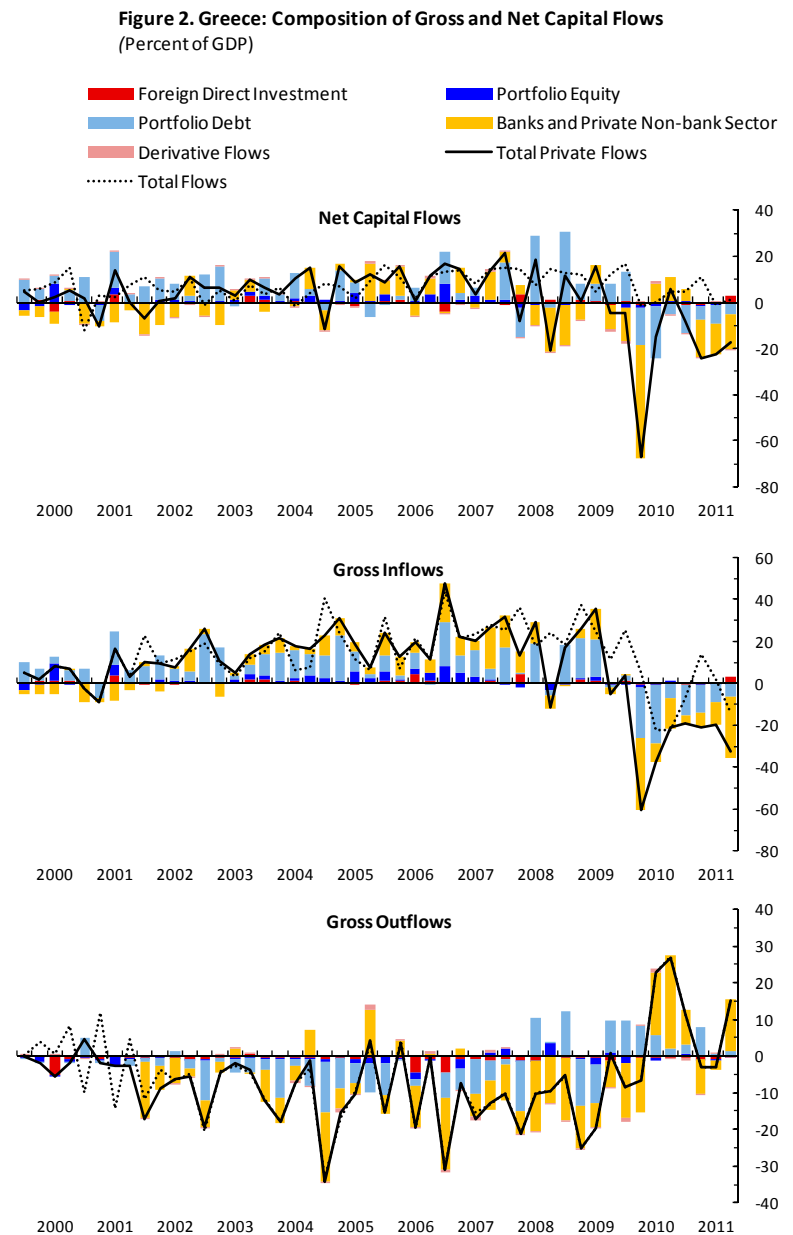 Figure 2. Greece: Composition of Gross and Net Capital Flows
(Percent of GDP)
Foreign Direct Investment
Portfolio Equity
Portfolio Debt
Banks and Private Non-bank Sector
Derivative Flows
Total Private Flows
Total Flows
Net Capital Flows
40
20
0
-20
-40
-60
-80
2000 2001 2002 2003 2004 2005 2006 2007 2008 2009 2010 2011
Gross Inflows
60
40
20
0
-20
-40
-60
-80
2000 2001 2002 2003 2004 2005 2006 2007 2008 2009 2010 2011
Gross Outflows
40
30
20
10
0
-10
-20
-30
-40
2000 2001 2002 2003 2004 2005 2006 2007 2008 2009 2010 2011